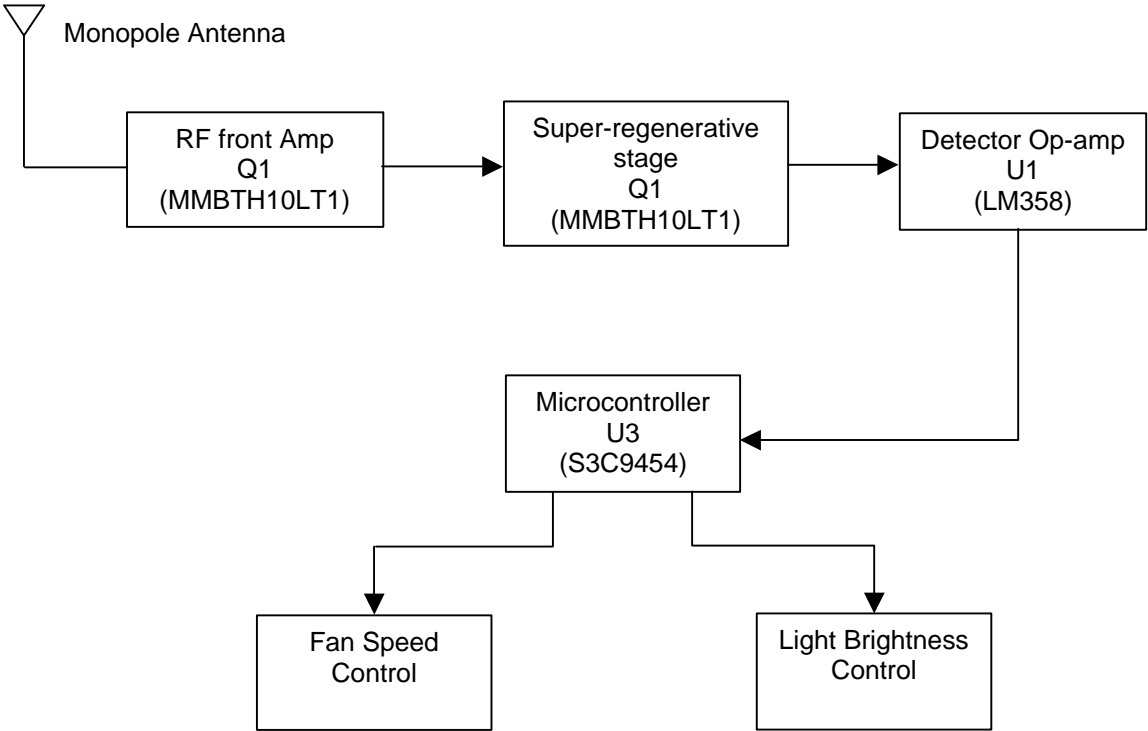 Monopole Antenna
RF front Amp
Q1
(MMBTH10LT1)
Super-regenerative
stage
Q1
(MMBTH10LT1)
Detector Op-amp
U1
(LM358)
Microcontroller
U3
(S3C9454)
Fan Speed
Control
Light Brightness
Control